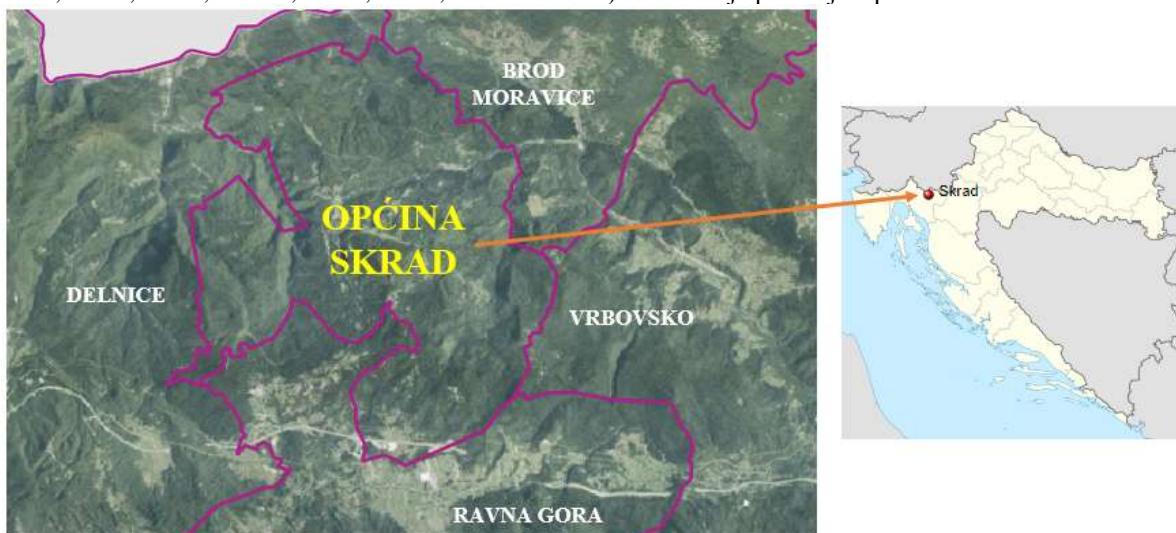 BROD
MORAVICE
OPĆINA
SKRAD
DELNICE
VRBOVSKO
RAVNA GORA
Skrad